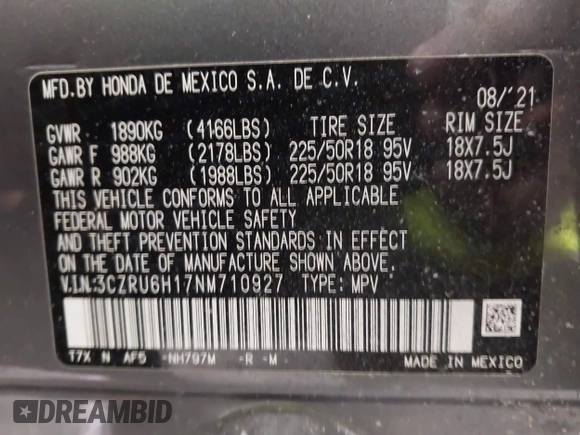 MFD.BY HONDA DE MEXICO S.A. DE C.V.
08/'21
GVWR 1890KG (4166LBS) TIRE SIZE RIM SIZE
GAWR F 988KG (2178LBS) 225/50R18 95V 18X7.5J
GAWR R 902KG (1988LBS) 225/50R18 95V 18X7.5J
THIS VEHICLE CONFORMS TO ALL APPLICABLE
FEDERAL MOTOR VEHICLE SAFETY
AND THEFT PREVENTION STANDARDS IN EFFECT
ON THE DATE OF MANUFACTURE SHOWN ABOVE.
V.I.N.:3CZRU6H17NM710927 TYPE: MPV
T7X N AF5 -NH797M -R -M-
MADE IN MEXICO
DREAMBID